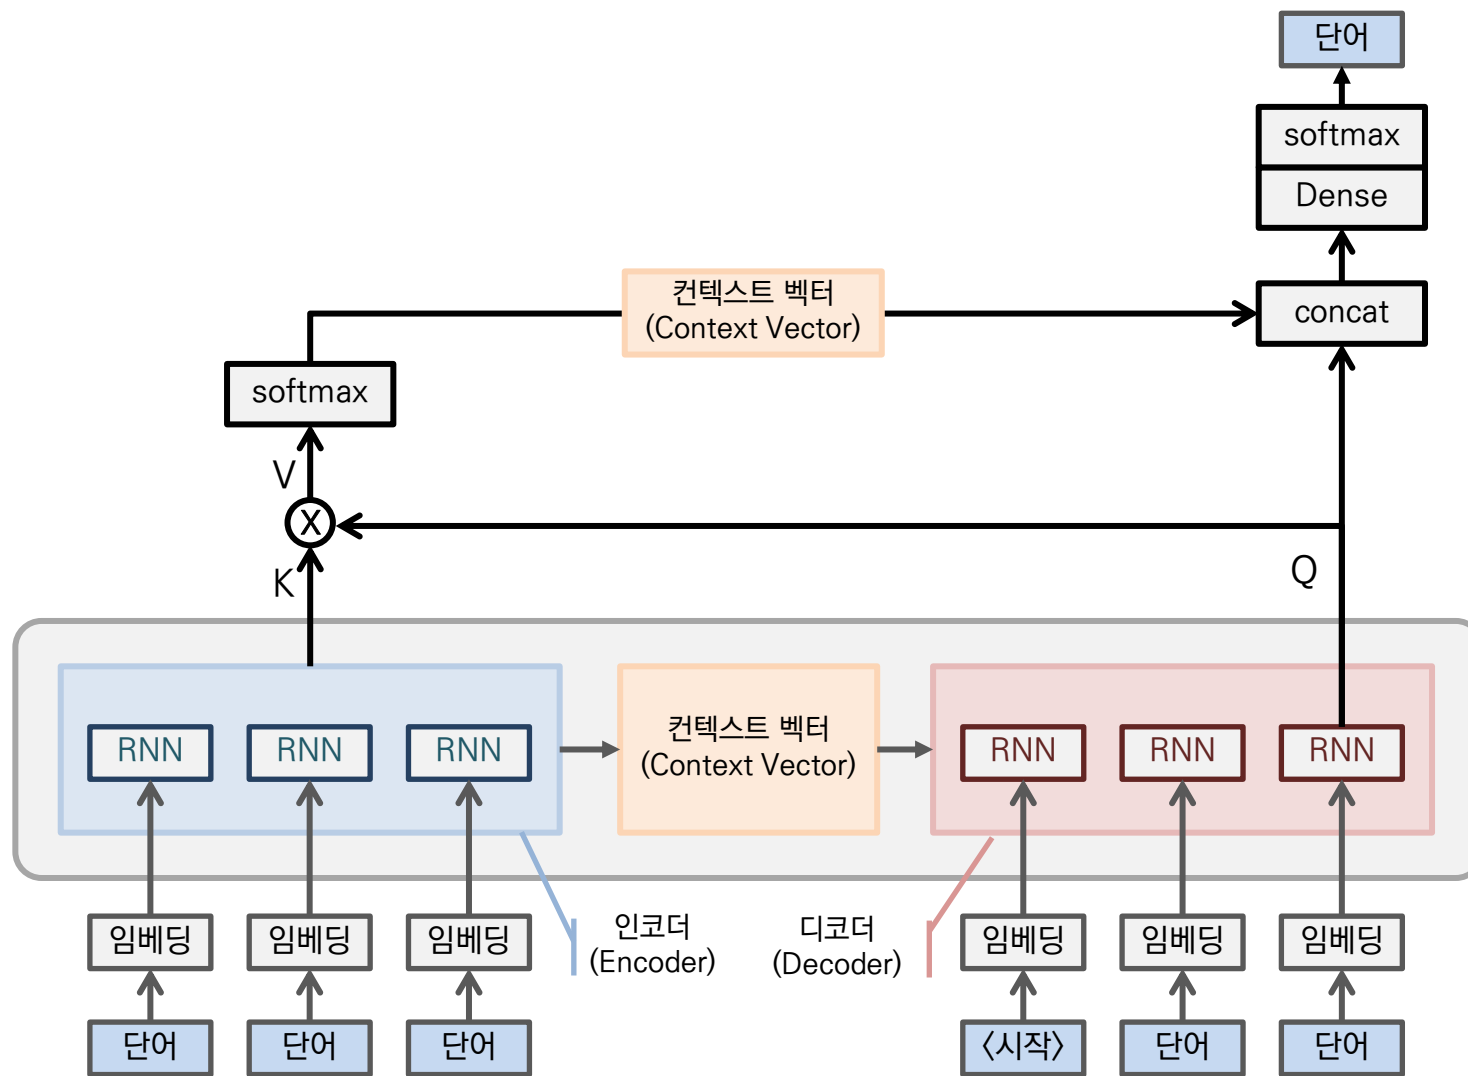 단어
softmax
Dense
컨텍스트 벡터
(Context Vector)
concat
softmax
V
X
K
Q
RNN
RNN
RNN
컨텍스트 벡터
(Context Vector)
RNN
RNN
RNN
임베딩
임베딩
임베딩
인코더
(Encoder)
디코더
(Decoder)
임베딩
임베딩
임베딩
단어
단어
단어
〈시작〉
단어
단어